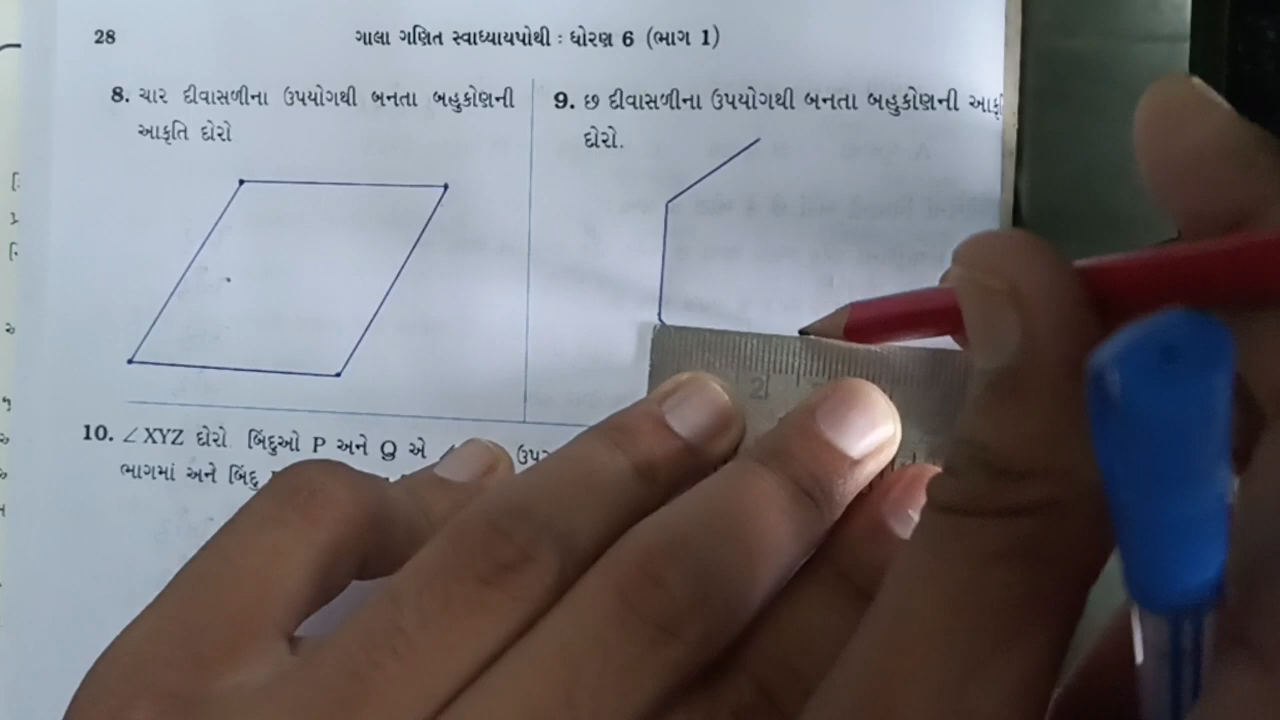 28
ગાલા ગણિત સ્વાધ્યાયપોથી : ધોરણ 6 (ભાગ 1)
8. ચાર દીવાસળીના ઉપયોગથી બનતા બહુકોણની
આકૃતિ દોરો
9. છ દીવાસળીના ઉપયોગથી બનતા બહુકોણની
દોરો.
2
10. ∠XYZ દોરો. બિંદુઓ P અને Q એ
ભાગમાં અને બિંદુ